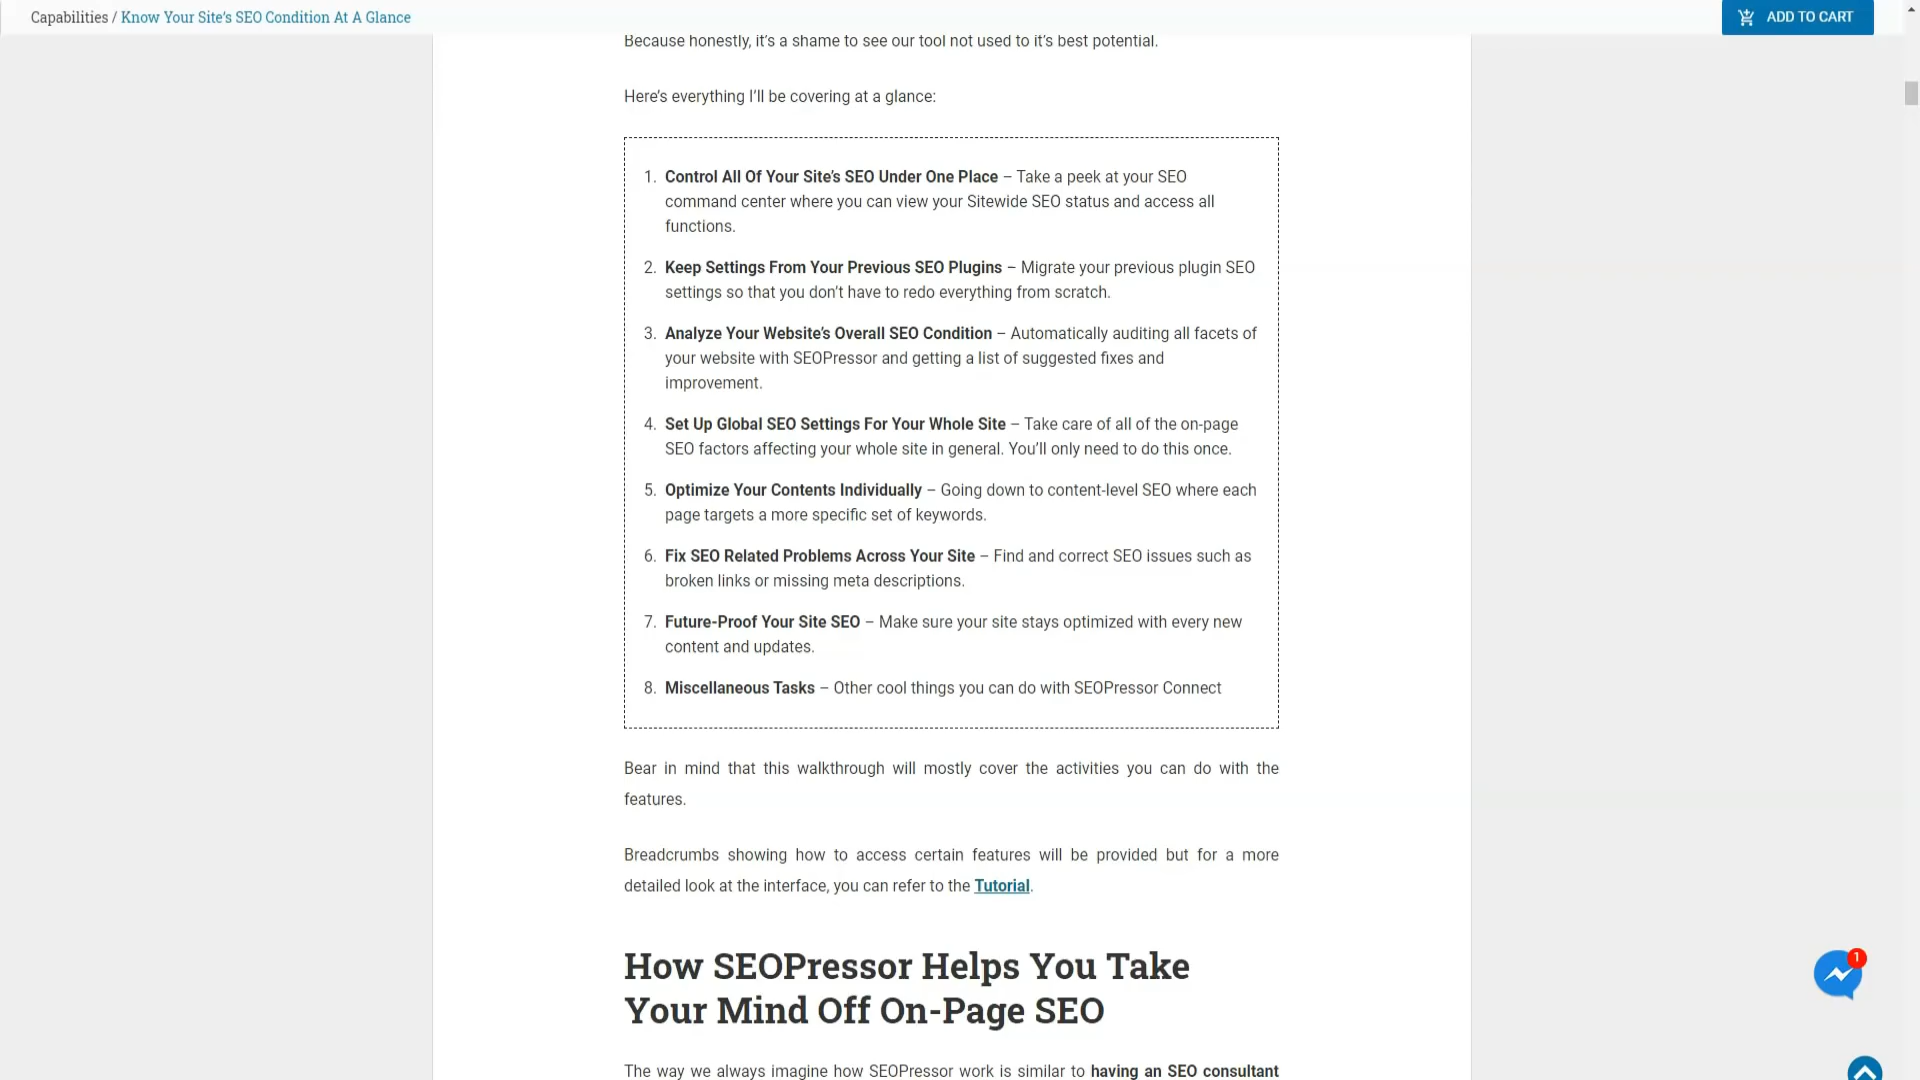 Capabilities / Know Your Site's SEO Condition At A Glance
ADD TO CART
Because honestly, it's a shame to see our tool not used to it's best potential.
Here's everything I'll be covering at a glance:
1. Control All Of Your Site's SEO Under One Place – Take a peek at your SEO
command center where you can view your Sitewide SEO status and access all
functions.
2. Keep Settings From Your Previous SEO Plugins – Migrate your previous plugin SEO
settings so that you don't have to redo everything from scratch.
3. Analyze Your Website's Overall SEO Condition – Automatically auditing all facets of
your website with SEOPressor and getting a list of suggested fixes and
improvement.
4. Set Up Global SEO Settings For Your Whole Site – Take care of all of the on-page
SEO factors affecting your whole site in general. You'll only need to do this once.
5. Optimize Your Contents Individually – Going down to content-level SEO where each
page targets a more specific set of keywords.
6. Fix SEO Related Problems Across Your Site – Find and correct SEO issues such as
broken links or missing meta descriptions.
7. Future-Proof Your Site SEO – Make sure your site stays optimized with every new
content and updates.
8. Miscellaneous Tasks – Other cool things you can do with SEOPressor Connect
Bear in mind that this walkthrough will mostly cover the activities you can do with the
features.
Breadcrumbs showing how to access certain features will be provided but for a more
detailed look at the interface, you can refer to the Tutorial.
How SEOPressor Helps You Take
Your Mind Off On-Page SEO
1
The way we always imagine how SEOPressor work is similar to having an SEO consultant